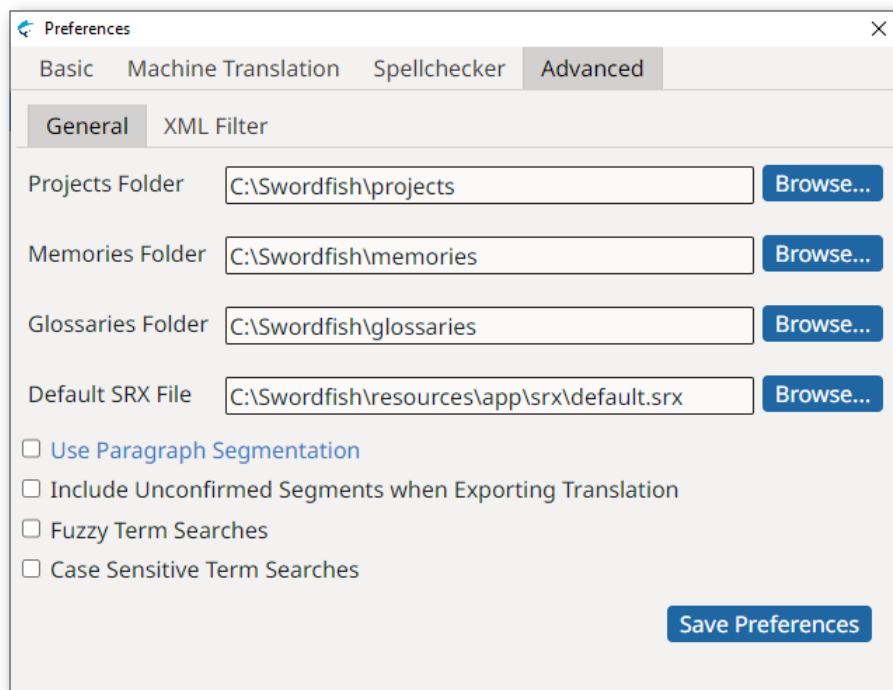 Preferences
Basic Machine Translation Spellchecker Advanced
General XML Filter
Projects Folder C:\Swordfish\projects Browse...
Memories Folder C:\Swordfish\memories Browse...
Glossaries Folder C:\Swordfish\glossaries Browse...
Default SRX File C:\Swordfish\resources\app\srx\default.srx Browse...
Use Paragraph Segmentation
Include Unconfirmed Segments when Exporting Translation
Fuzzy Term Searches
Case Sensitive Term Searches
Save Preferences